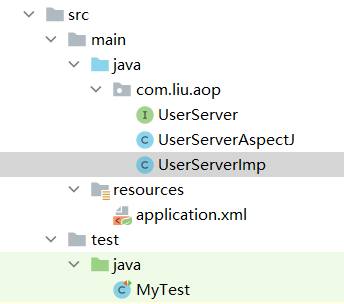 src
main
java
com.liu.aop
UserServer
UserServerAspectJ
UserServerImp
resources
application.xml
test
java
MyTest